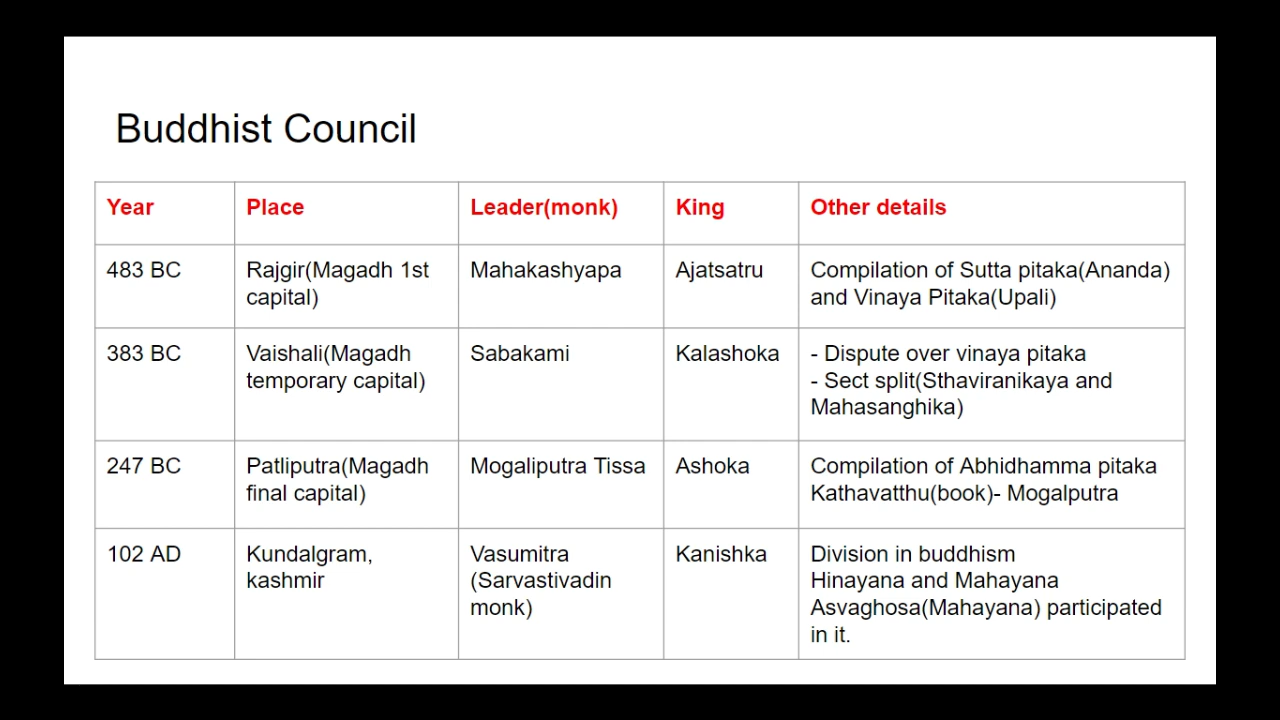 Buddhist Council
Year Place Leader(monk) King Other details
483 BC Rajgir(Magadh 1st Mahakashyapa Ajatsatru Compilation of Sutta pitaka(Ananda)
capital) and Vinaya Pitaka(Upali)
383 BC Vaishali(Magadh Sabakami Kalashoka - Dispute over vinaya pitaka
temporary capital) - Sect split(Sthaviranikaya and
Mahasanghika)
247 BC Patliputra(Magadh Mogaliputra Tissa Ashoka Compilation of Abhidhamma pitaka
final capital) Kathavatthu(book)- Mogalputra
102 AD Kundalgram, Vasumitra Kanishka Division in buddhism
kashmir (Sarvastivadin Hinayana and Mahayana
monk) Asvaghosa(Mahayana) participated
in it.